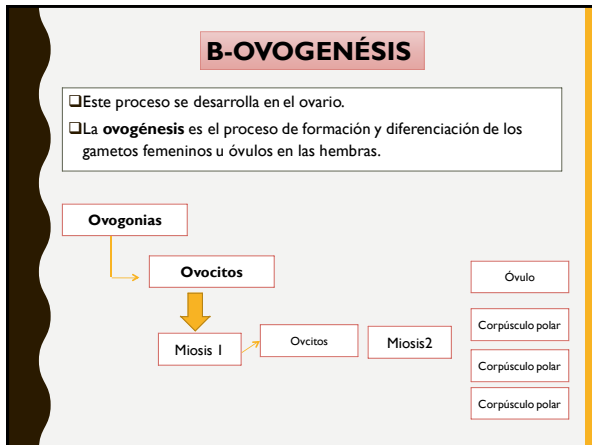 B-OVOGENÉSIS
❑Este proceso se desarrolla en el ovario.
❑La ovogénesis es el proceso de formación y diferenciación de los
gametos femeninos u óvulos en las hembras.
Ovogonias
Ovocitos
Óvulo
Miosis 1
Ovcitos
Miosis2
Corpúsculo polar
Corpúsculo polar
Corpúsculo polar